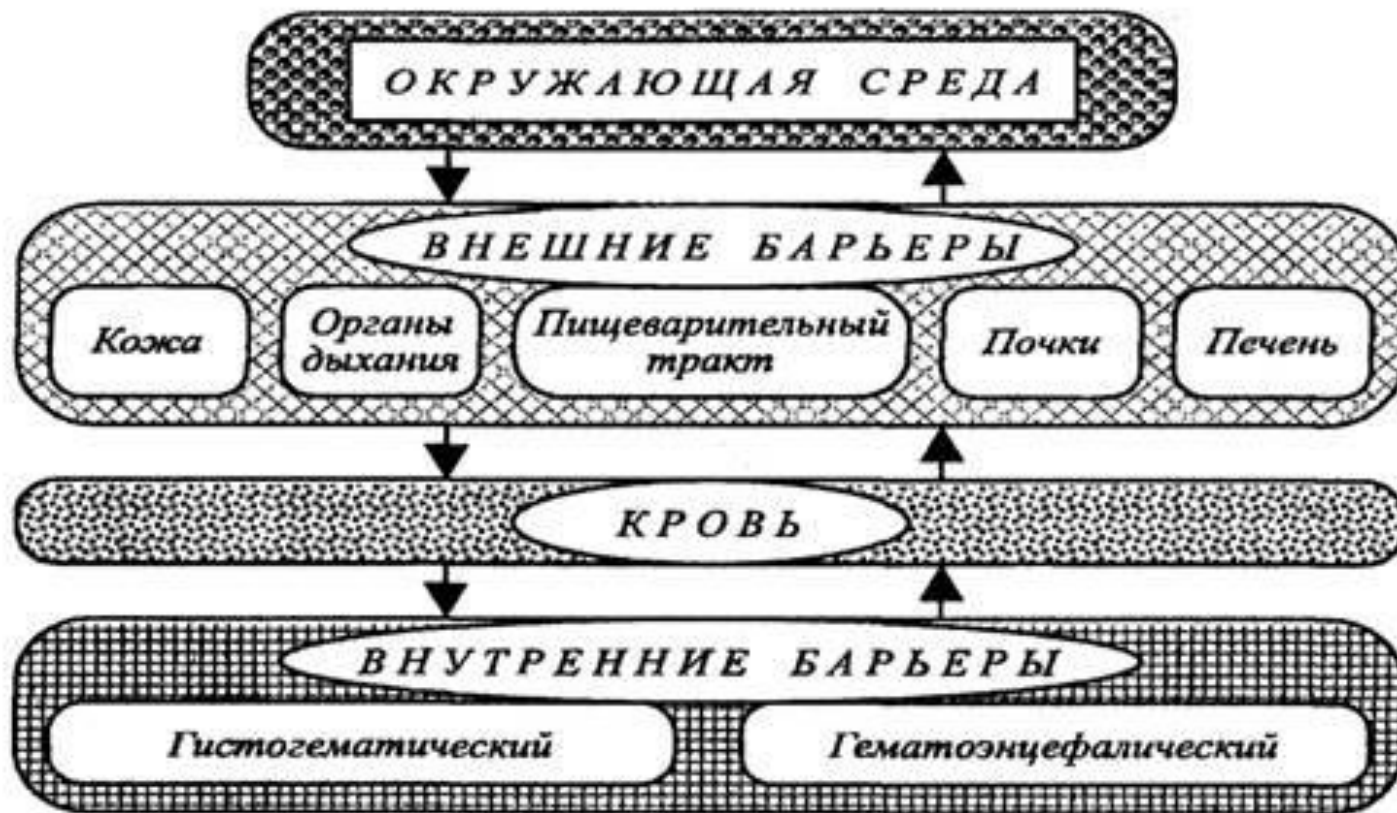 ОКРУЖАЮЩАЯ СРЕДА
ВНЕШНИЕ БАРЬЕРЫ
Кожа
Органы
дыхания
Пищеварительный
тракт
Почки
Печень
КРОВЬ
ВНУТРЕННИЕ БАРЬЕРЫ
Гистогематический
Гематоэнцефалический